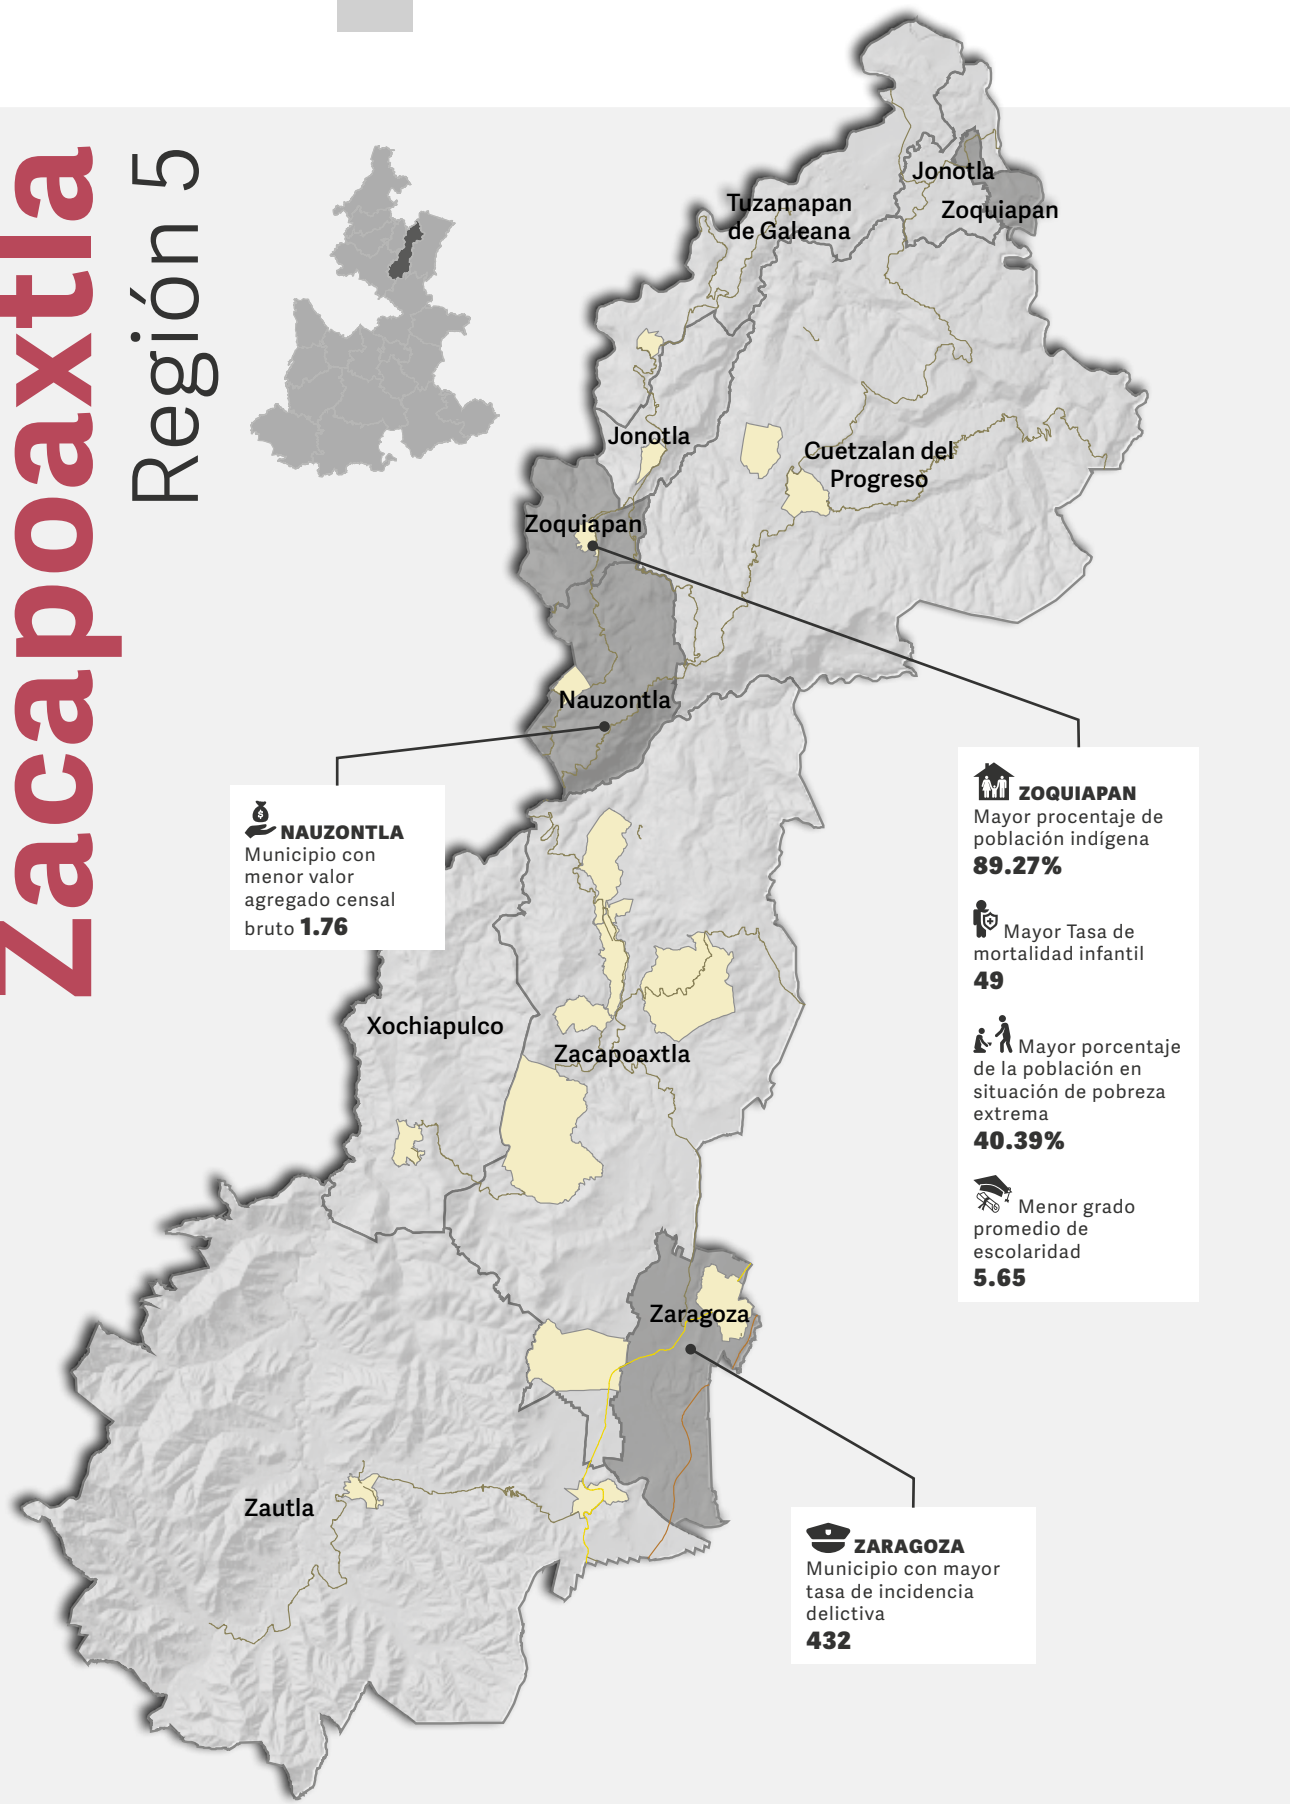 Zacapoaxtla
Región 5
Jonotla
Zoquiapan
Tuzamapan
de Galeana
Jonotla
Cuetzalan del
Progreso
Zoquiapan
Nauzontla
NAUZONTLA
Municipio con
menor valor
agregado censal
bruto 1.76
ZOQUIAPAN
Mayor procentaje de
población indígena
89.27%
Mayor Tasa de
mortalidad infantil
49
Mayor porcentaje
de la población en
situación de pobreza
extrema
40.39%
Menor grado
promedio de
escolaridad
5.65
Xochiapulco
Zacapoaxtla
Zaragoza
Zautla
ZARAGOZA
Municipio con mayor
tasa de incidencia
delictiva
432